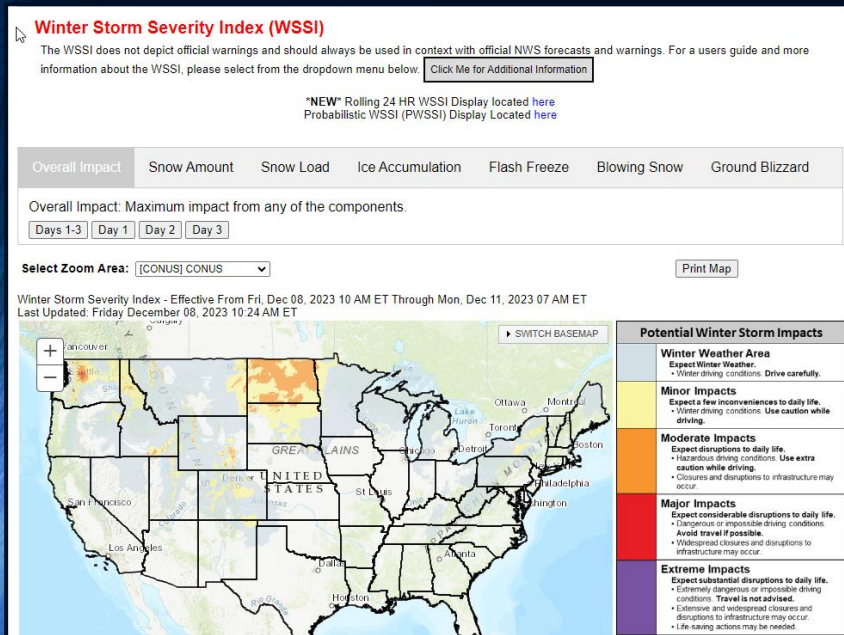 Winter Storm Severity Index (WSSI)
The WSSI does not depict official warnings and should always be used in context with official NWS forecasts and warnings. For a users guide and more
information about the WSSI, please select from the dropdown menu below. Click Me for Additional Information
*NEW* Rolling 24 HR WSSI Display located here
Probabilistic WSSI (PWSSI) Display Located here
Overall Impact Snow Amount Snow Load Ice Accumulation Flash Freeze Blowing Snow Ground Blizzard
Overall Impact: Maximum impact from any of the components.
Days 1-3 Day 1 Day 2 Day 3
Select Zoom Area: [CONUS] CONUS Print Map
Winter Storm Severity Index - Effective From Fri, Dec 08, 2023 10 AM ET Through Mon, Dec 11, 2023 07 AM ET
Last Updated: Friday December 08, 2023 10:24 AM ET
SWITCH BASEMAP
+
−
Vancouver
Seattle
Ottawa
Montreal
Lake
Huron
Toronto
Boston
Chicago
Detroit
GREAT PLAINS
Philadelphia
Denver
UNITED
STATES
St Louis
Washington
San Francisco
Colorado
Arkansas
Los Angeles
Atlanta
Dallas
Houston
Rio Grande
Potential Winter Storm Impacts
Winter Weather Area
Expect Winter Weather.
• Winter driving conditions. Drive carefully.
Minor Impacts
Expect a few inconveniences to daily life.
• Winter driving conditions. Use caution while
driving.
Moderate Impacts
Expect disruptions to daily life.
• Hazardous driving conditions. Use extra
caution while driving.
• Closures and disruptions to infrastructure may
occur.
Major Impacts
Expect considerable disruptions to daily life.
• Dangerous or impossible driving conditions.
Avoid travel if possible.
• Widespread closures and disruptions to
infrastructure may occur.
Extreme Impacts
Expect substantial disruptions to daily life.
• Extremely dangerous or impossible driving
conditions. Travel is not advised.
• Extensive and widespread closures and
disruptions to infrastructure may occur.
• Life-saving actions may be needed.